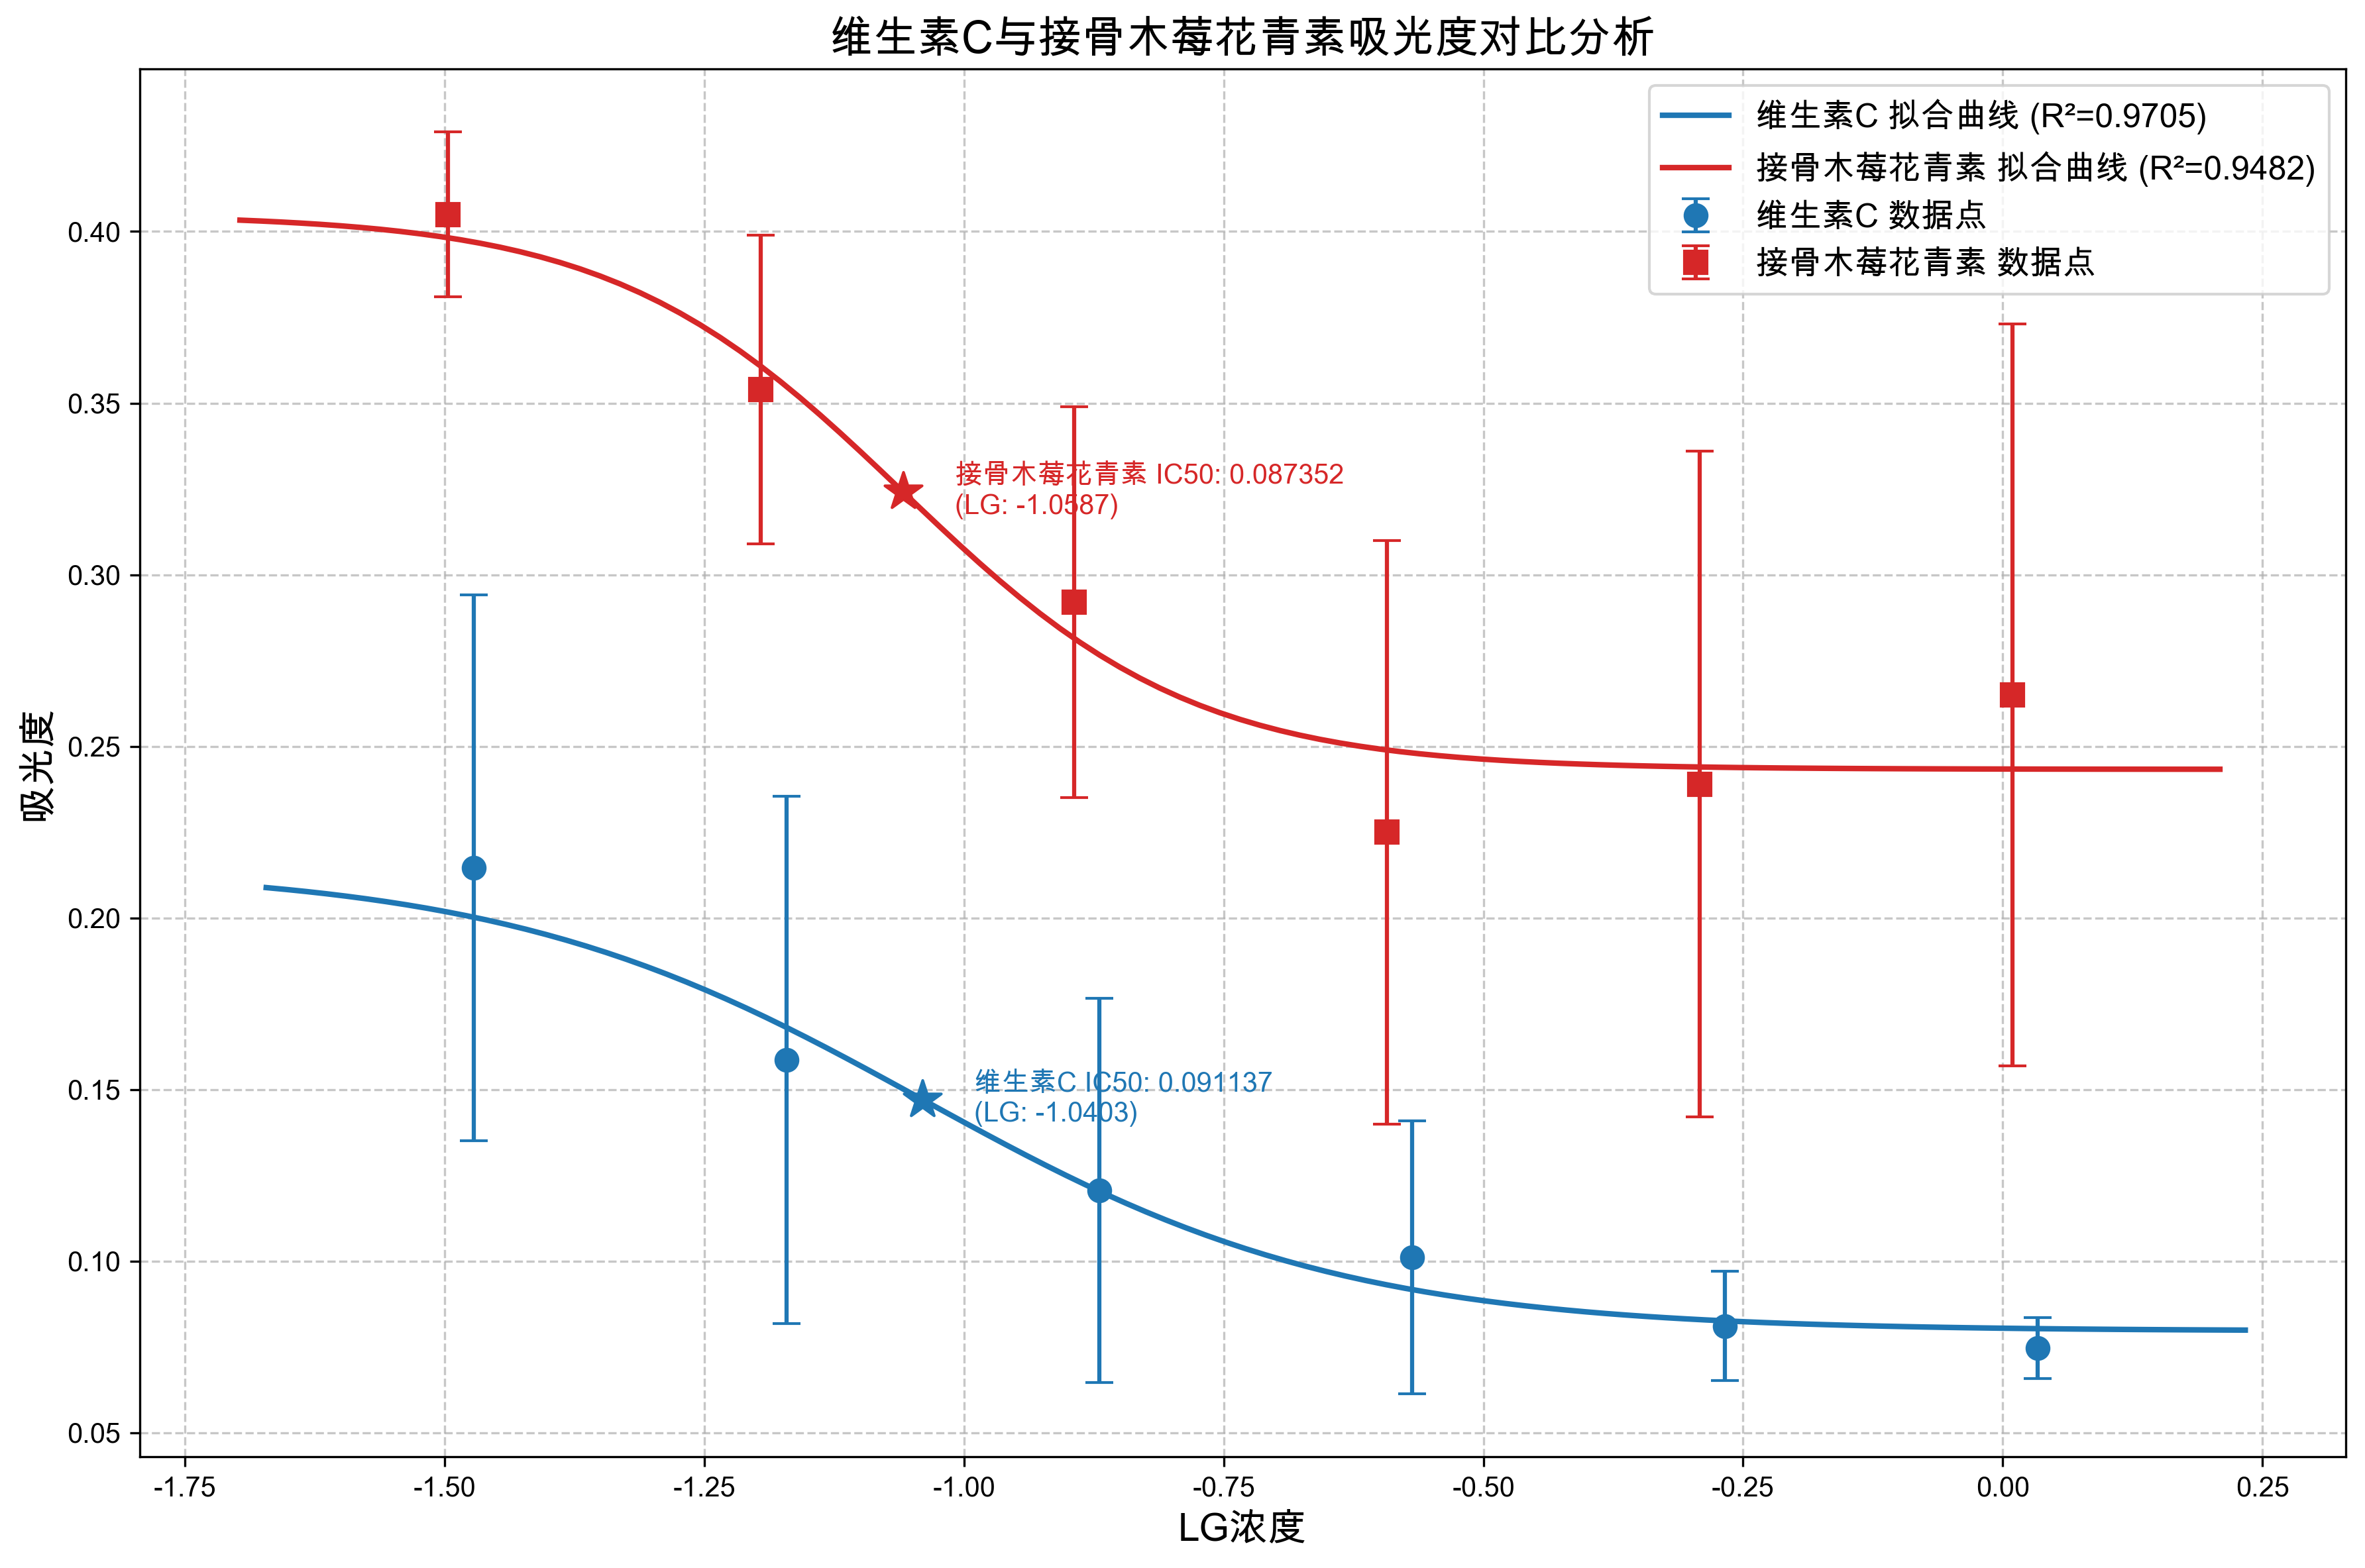 维生素C与接骨木莓花青素吸光度对比分析
维生素C 拟合曲线 (R²=0.9705)
接骨木莓花青素 拟合曲线 (R²=0.9482)
维生素C 数据点
接骨木莓花青素 数据点
吸光度
0.40
0.35
0.30
0.25
0.20
0.15
0.10
0.05
接骨木莓花青素 IC50: 0.087352
(LG: -1.0587)
维生素C IC50: 0.091137
(LG: -1.0403)
-1.75
-1.50
-1.25
-1.00
-0.75
-0.50
-0.25
0.00
0.25
LG浓度